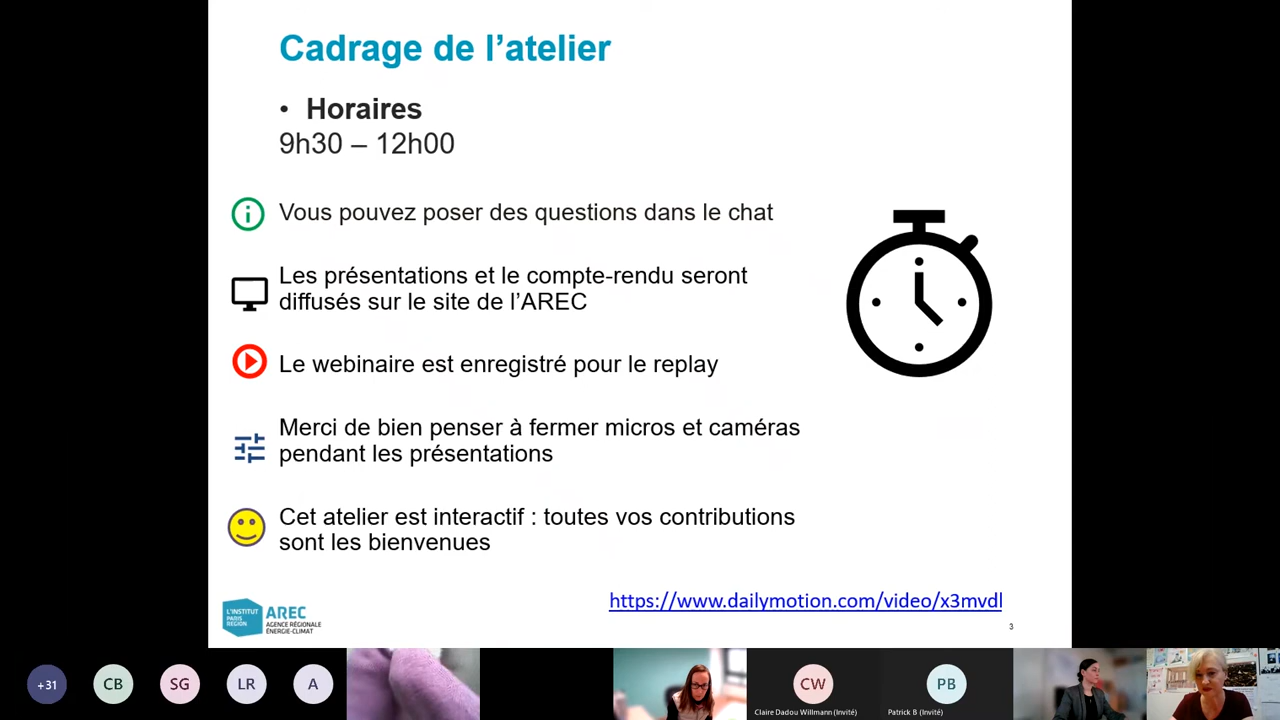 Cadrage de l’atelier
• Horaires
9h30 – 12h00
Vous pouvez poser des questions dans le chat
Les présentations et le compte-rendu seront
diffusés sur le site de l’AREC
Le webinaire est enregistré pour le replay
Merci de bien penser à fermer micros et caméras
pendant les présentations
Cet atelier est interactif : toutes vos contributions
sont les bienvenues
https://www.dailymotion.com/video/x3mvdl
L’INSTITUT
PARIS
REGION
AREC
AGENCE RÉGIONALE
ÉNERGIE-CLIMAT
3
+31
CB
SG
LR
A
CW
Claire Dadou Willmann (Invité)
PB
Patrick B (Invité)